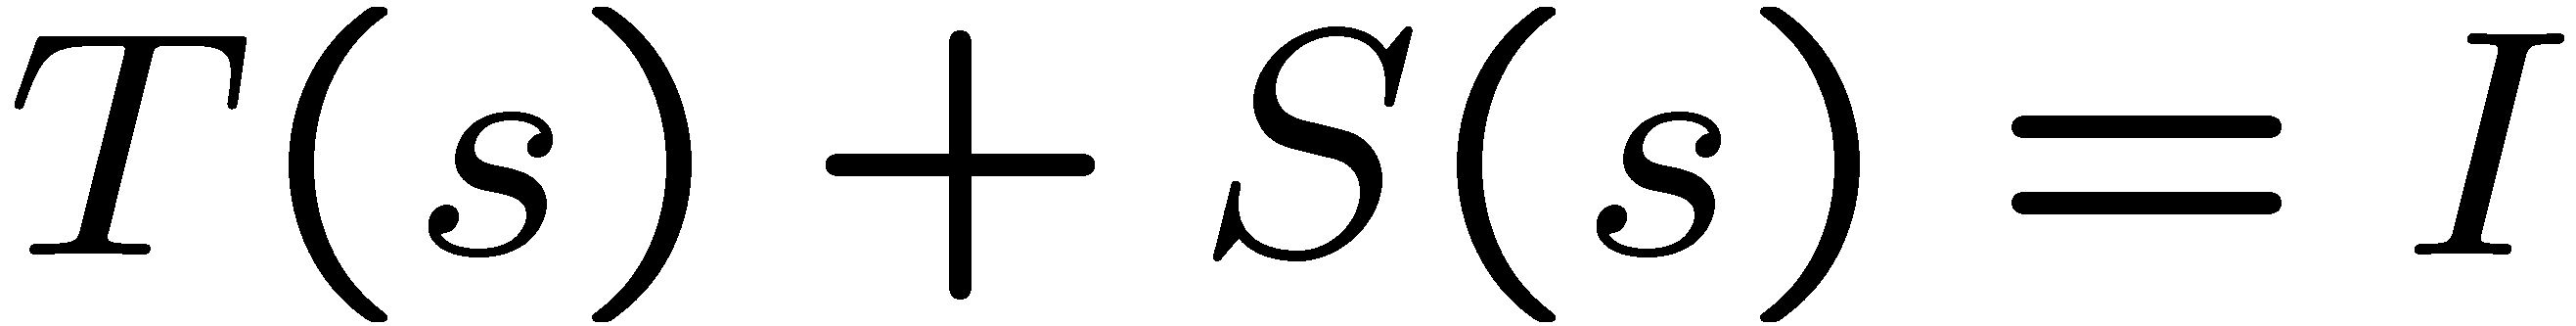 T(s) + S(s) = I